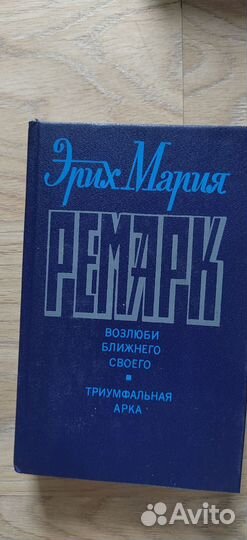 Эрих Мария
РЕМАРК
ВОЗЛЮБИ
БЛИЖНЕГО
СВОЕГО
ТРИУМФАЛЬНАЯ
АРКА
Avito